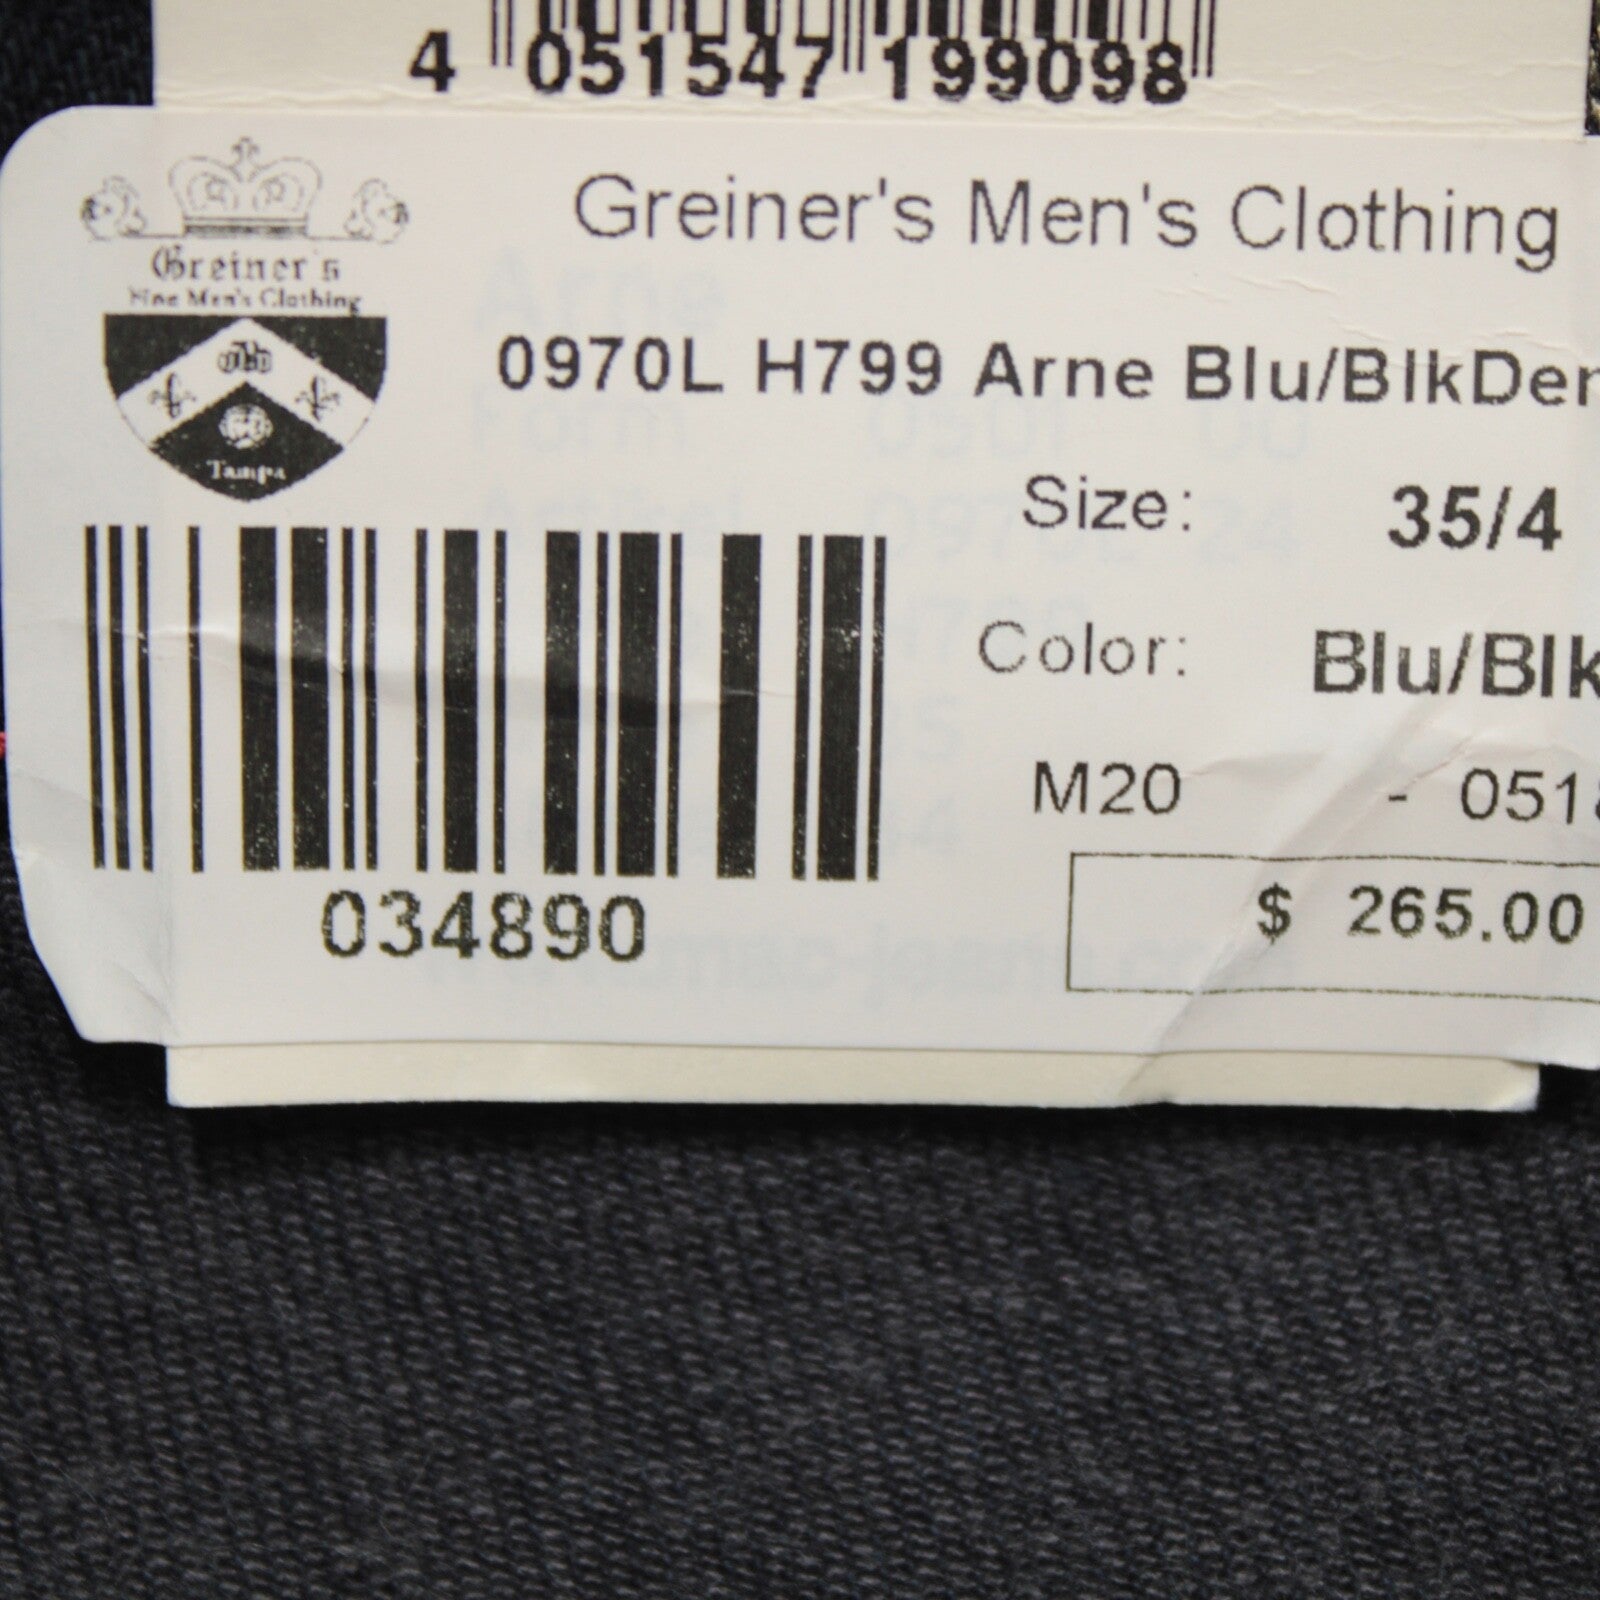 4 051547 199098
Greiner's Men's Clothing
Greiner's
Fine Men's Clothing
Tampa
0970L H799 Arne Blu/BlkDen
Size: 35/4
Color: Blu/Blk
M20 - 0518
$ 265.00
034890